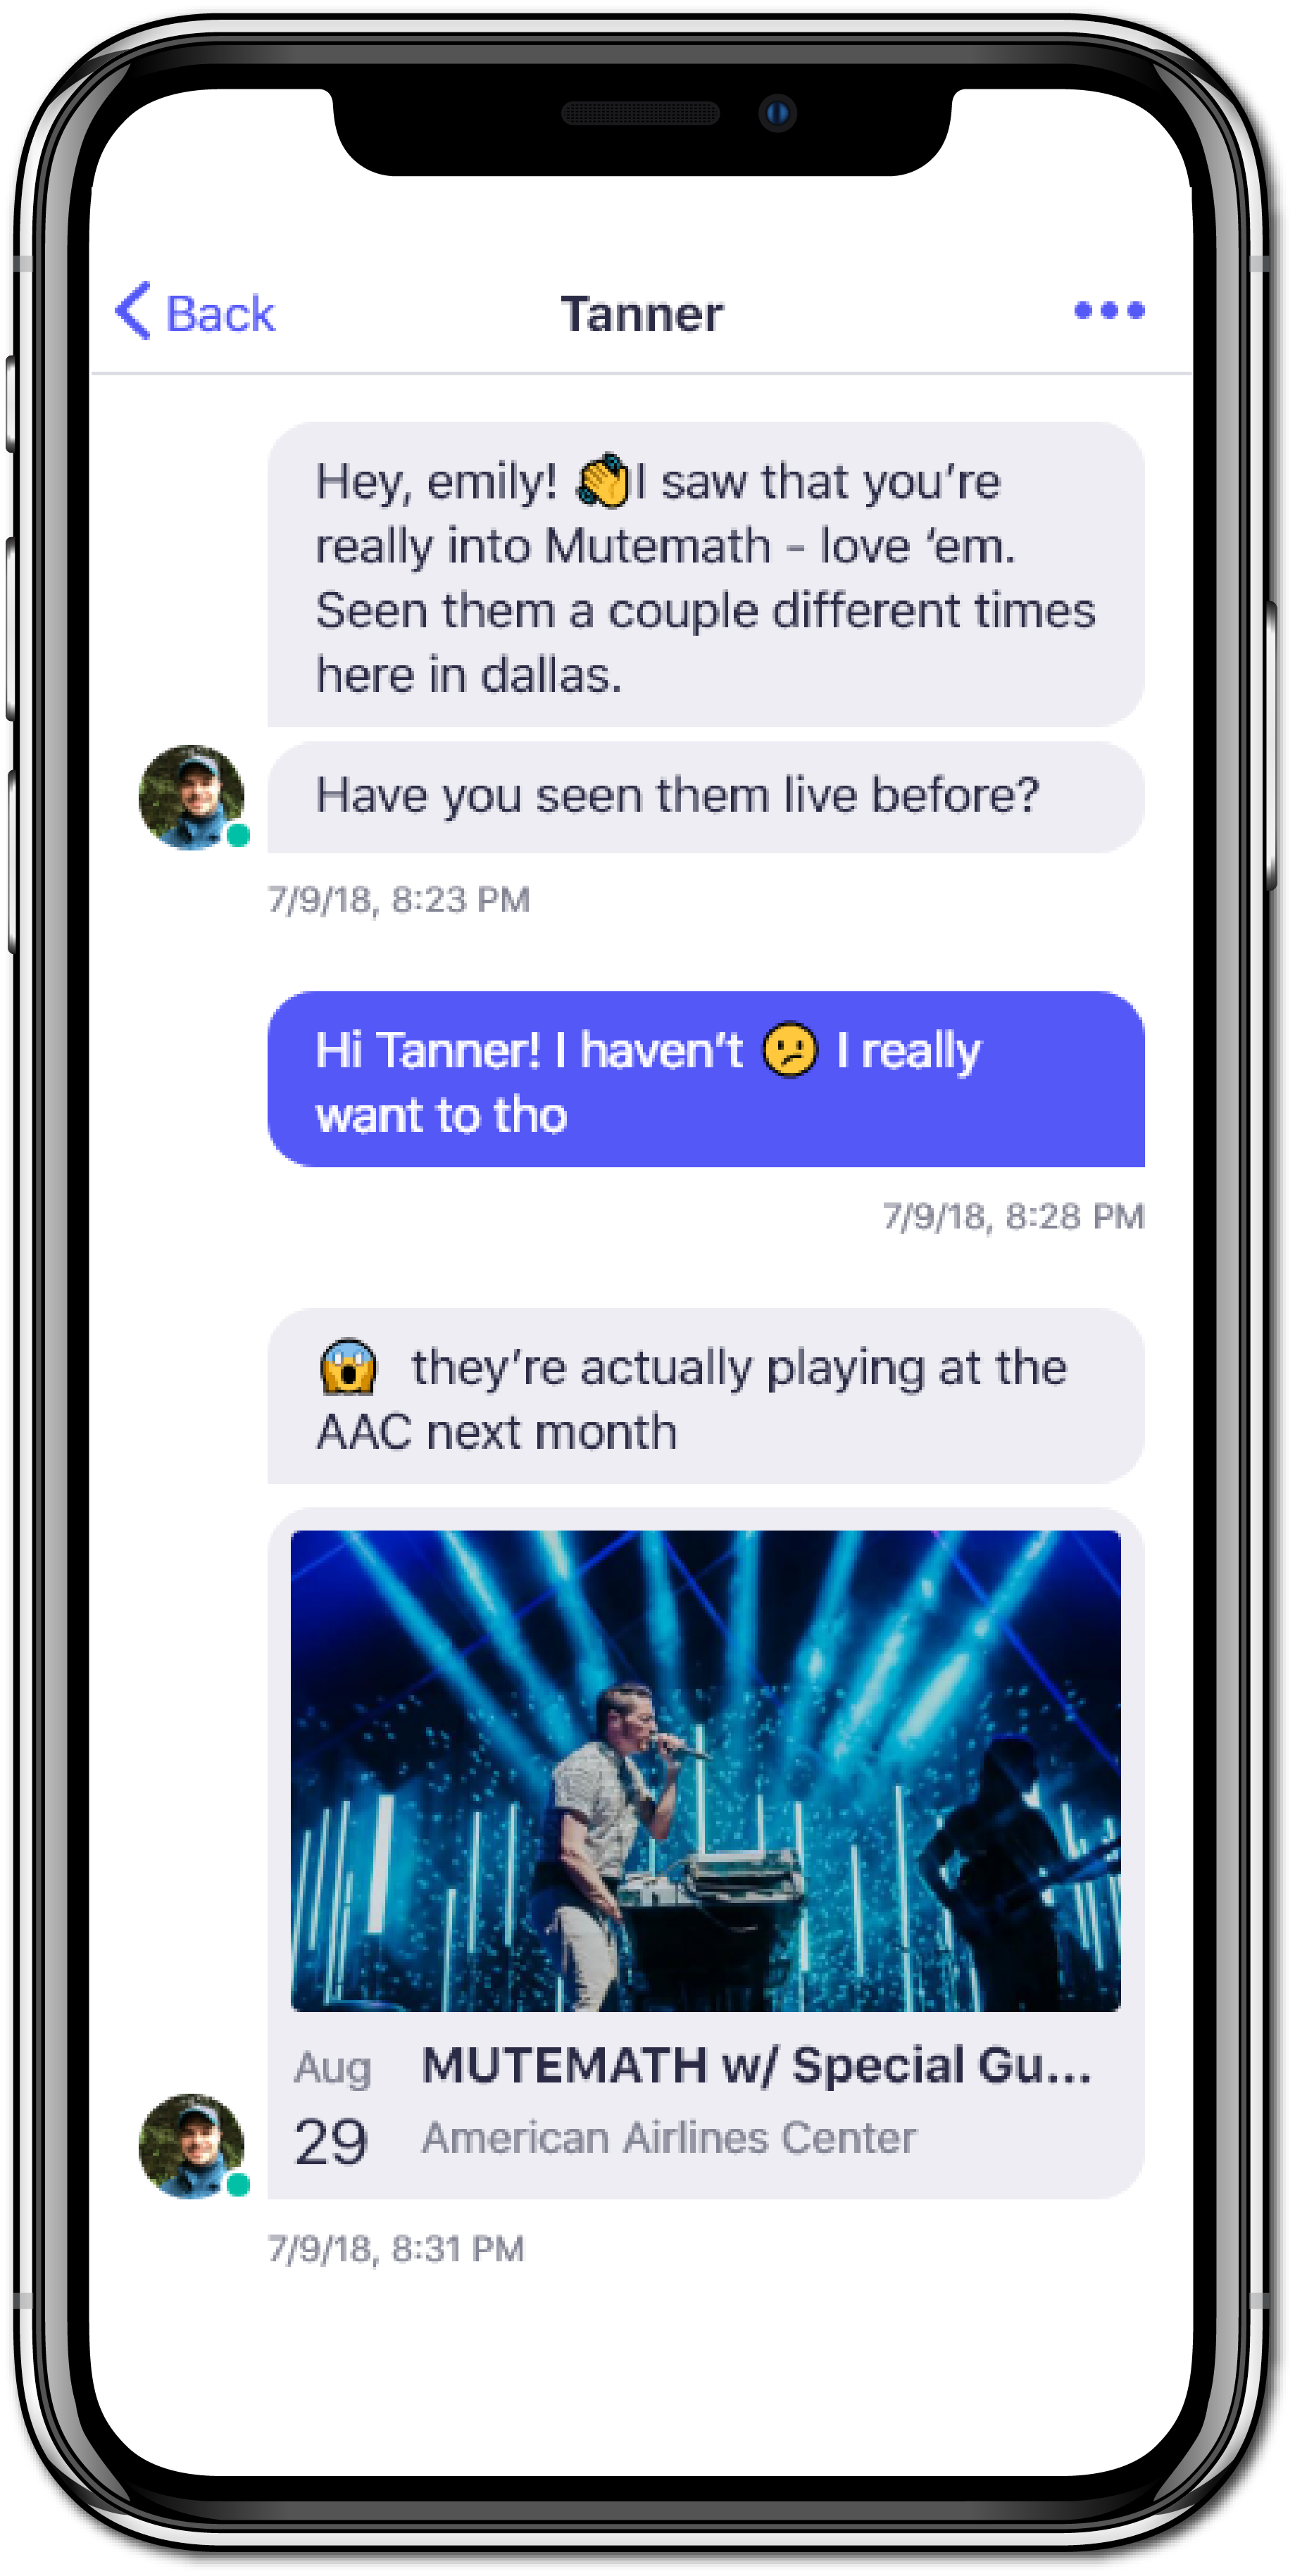 Back
Tanner
Hey, emily! 👋I saw that you’re
really into Mutemath - love ‘em.
Seen them a couple different times
here in dallas.
Have you seen them live before?
7/9/18, 8:23 PM
Hi Tanner! I haven’t 😕 I really
want to tho
7/9/18, 8:28 PM
😱 they’re actually playing at the
AAC next month
Aug MUTEMATH w/ Special Gu...
29 American Airlines Center
7/9/18, 8:31 PM